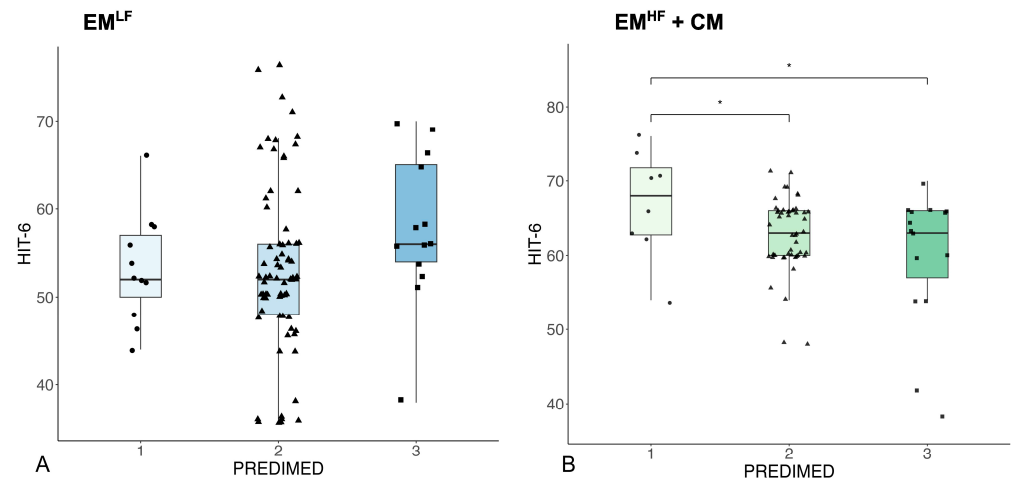 EMᴸᶠ
70
60
50
40
HIT-6
1 2 3
PREDIMED
A
EMᴴᶠ + CM
*
*
80
70
60
50
40
HIT-6
1 2 3
PREDIMED
B